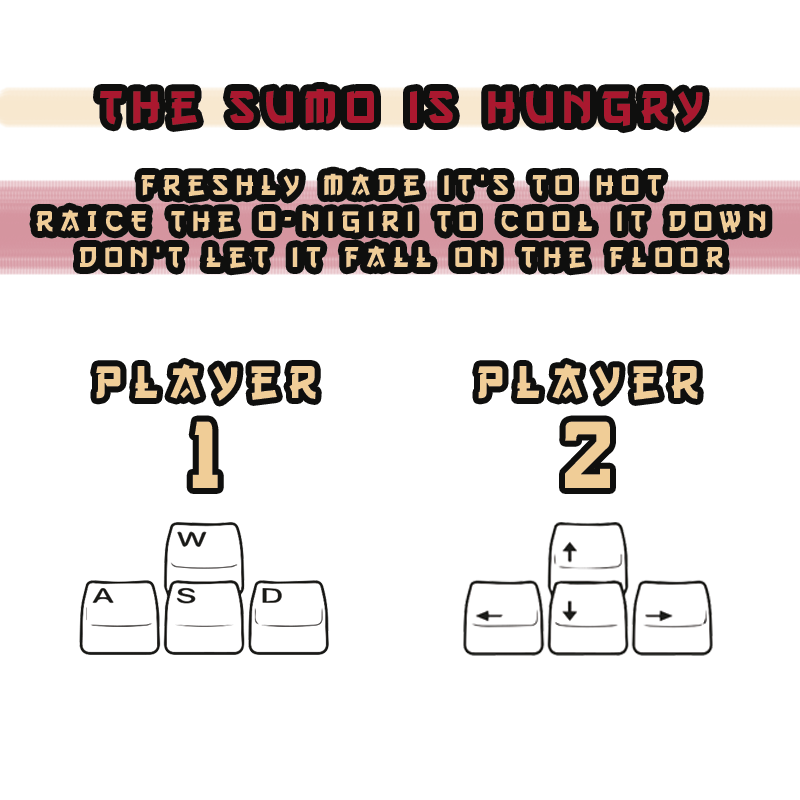 THE SUMO IS HUNGRY
FRESHLY MADE IT'S TO HOT
RAICE THE O-NIGIRI TO COOL IT DOWN
DON'T LET IT FALL ON THE FLOOR
PLAYER PLAYER
1 2
W ↑
A S D ← ↓ →